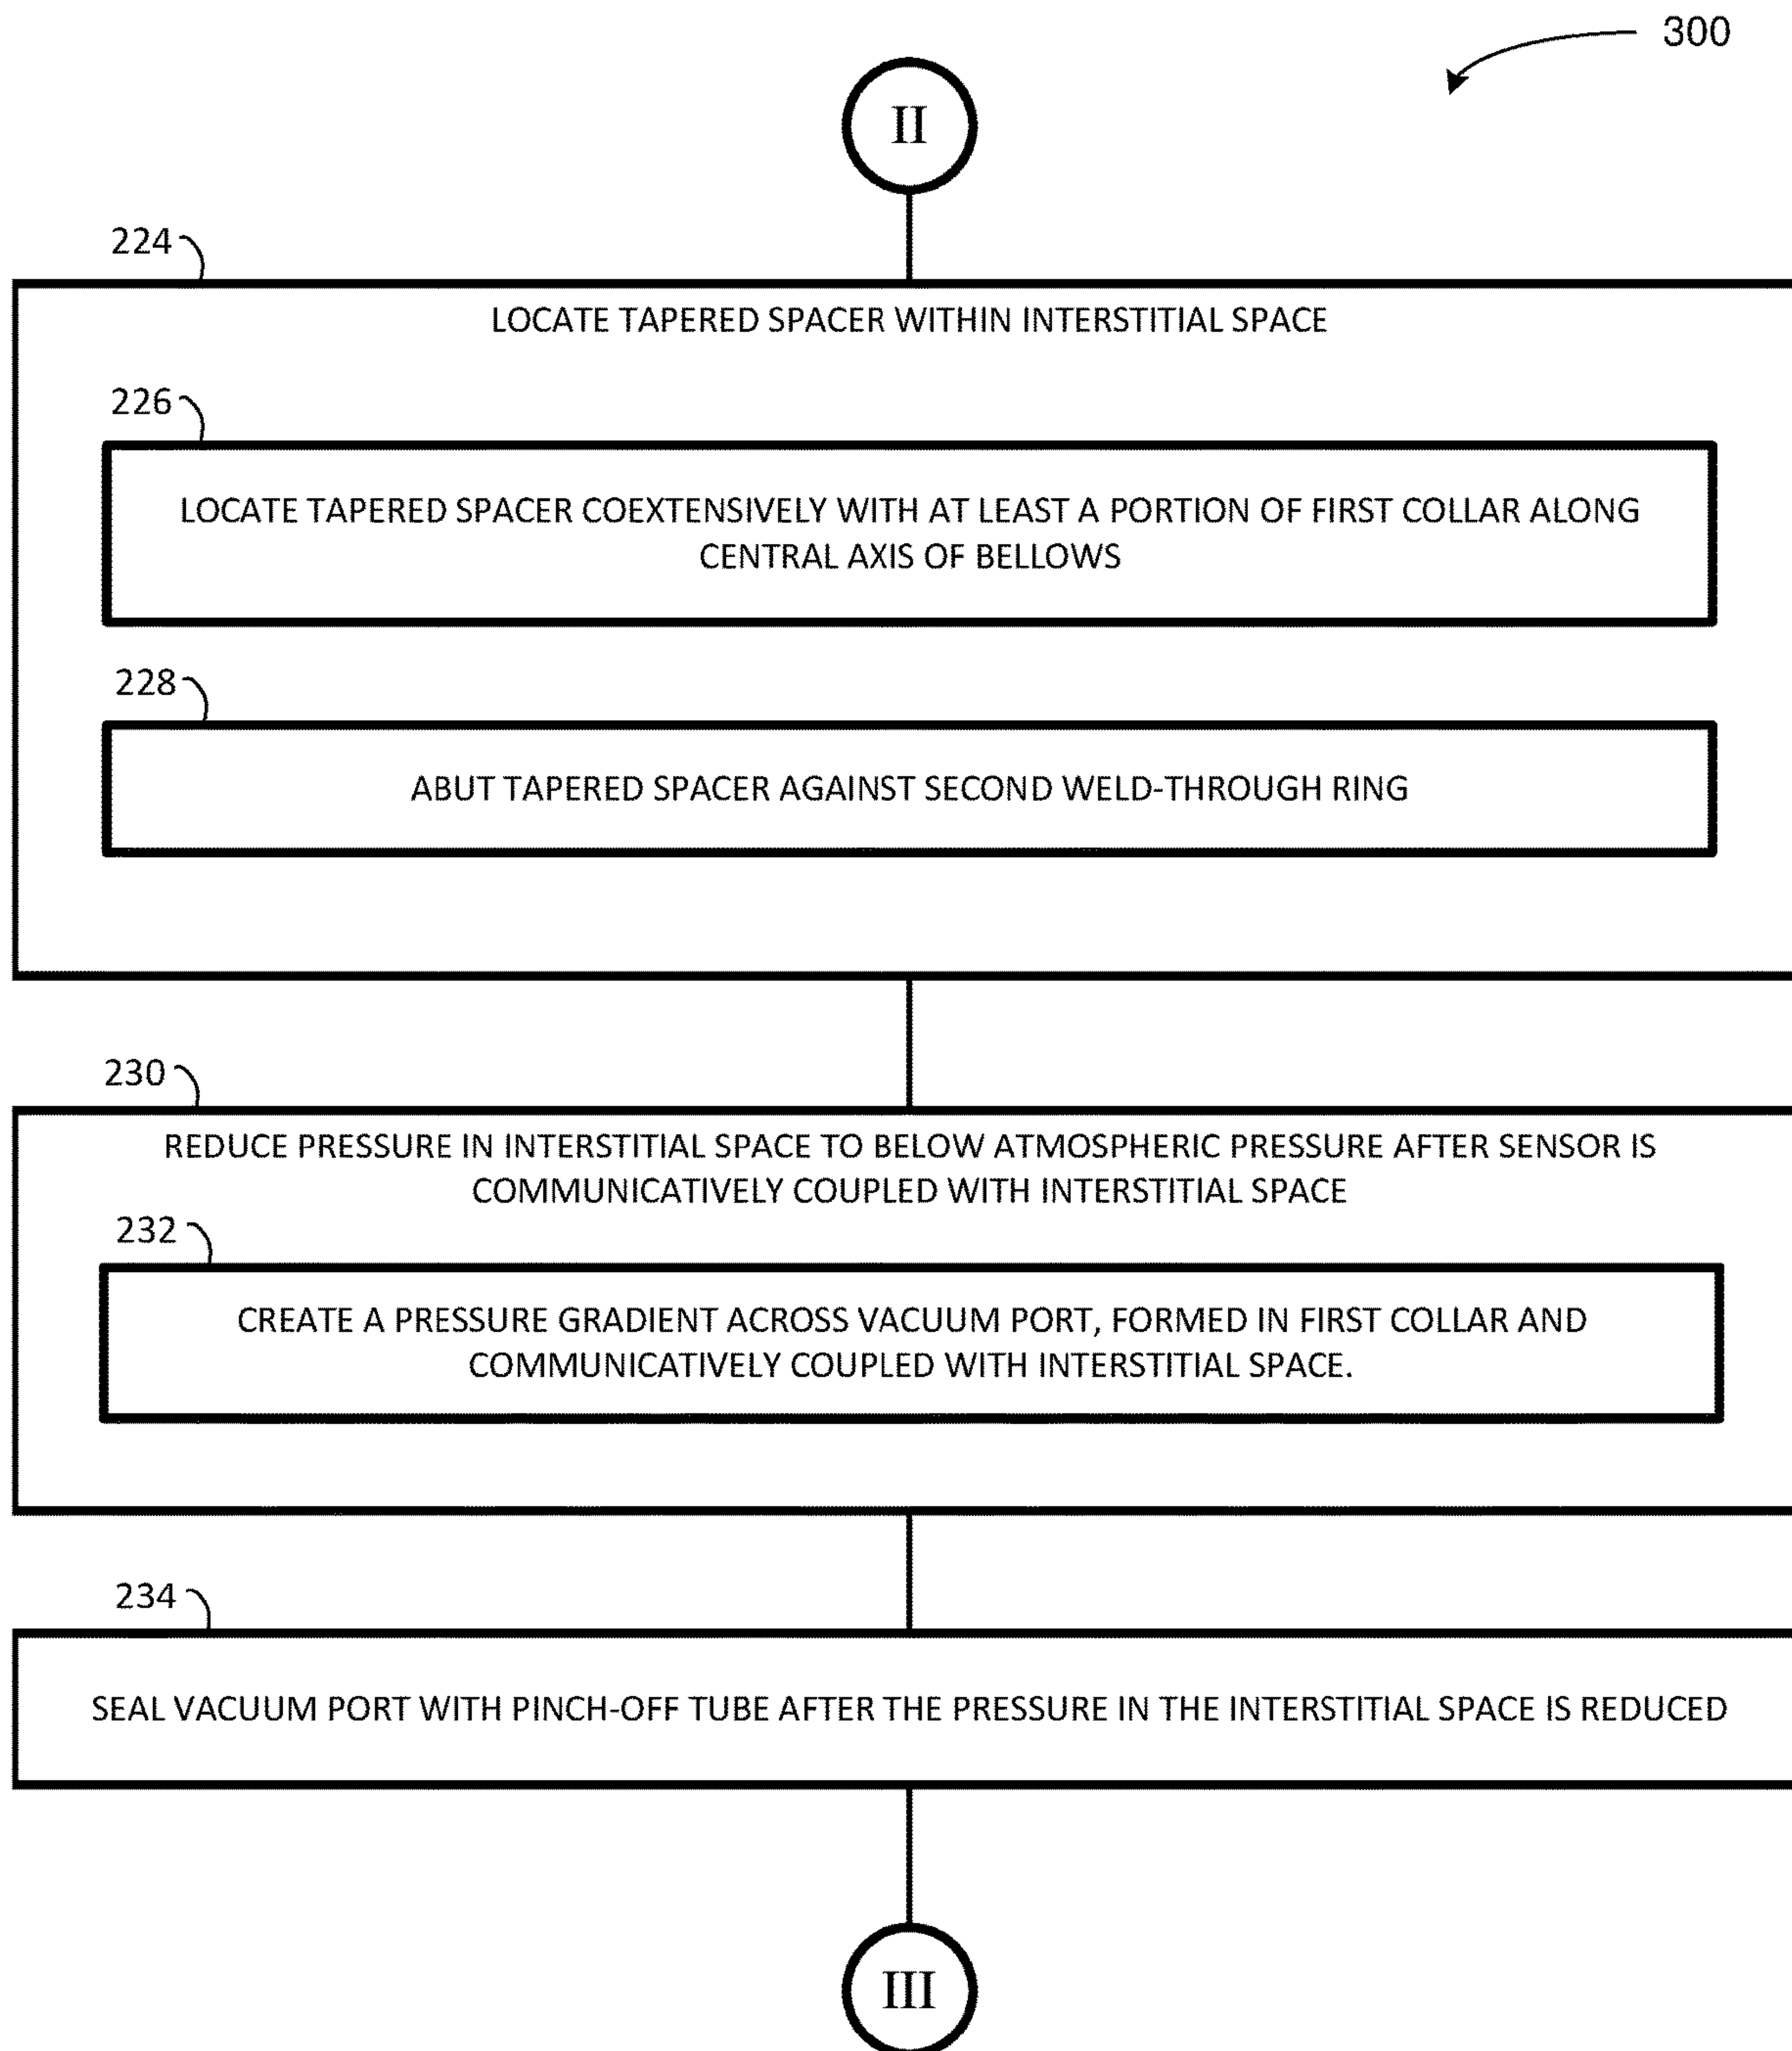 300
II
224
LOCATE TAPERED SPACER WITHIN INTERSTITIAL SPACE
226
LOCATE TAPERED SPACER COEXTENSIVELY WITH AT LEAST A PORTION OF FIRST COLLAR ALONG
CENTRAL AXIS OF BELLOWS
228
ABUT TAPERED SPACER AGAINST SECOND WELD-THROUGH RING
230
REDUCE PRESSURE IN INTERSTITIAL SPACE TO BELOW ATMOSPHERIC PRESSURE AFTER SENSOR IS
COMMUNICATIVELY COUPLED WITH INTERSTITIAL SPACE
232
CREATE A PRESSURE GRADIENT ACROSS VACUUM PORT, FORMED IN FIRST COLLAR AND
COMMUNICATIVELY COUPLED WITH INTERSTITIAL SPACE.
234
SEAL VACUUM PORT WITH PINCH-OFF TUBE AFTER THE PRESSURE IN THE INTERSTITIAL SPACE IS REDUCED
III